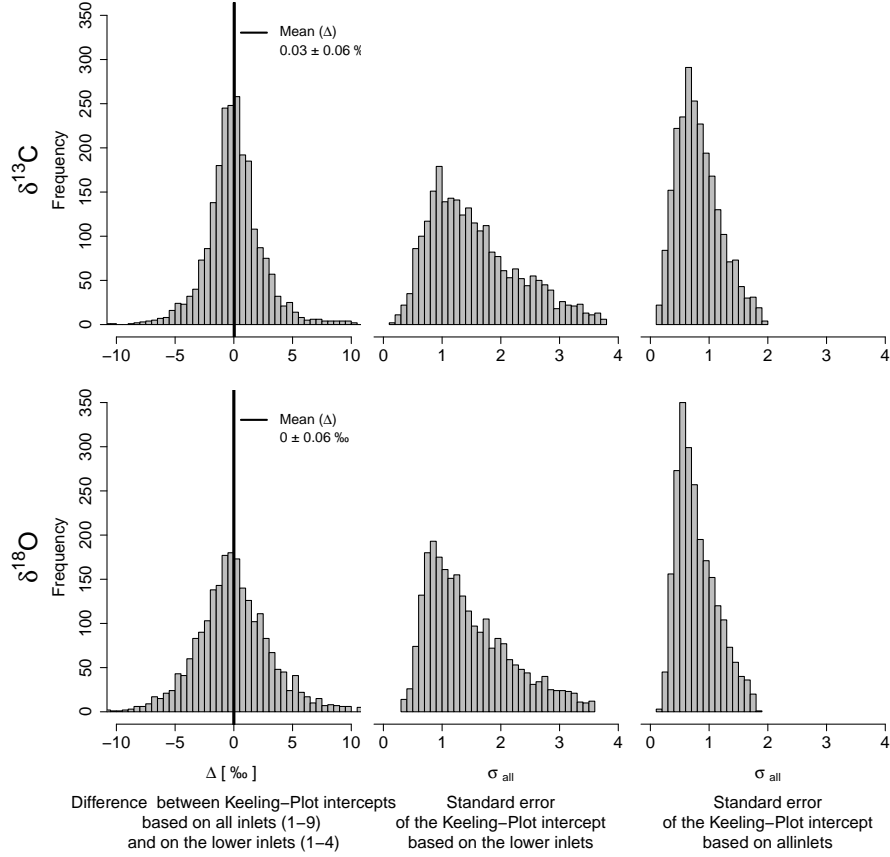 350
300
250
200
150
100
50
0
δ¹³C
Frequency
Mean (Δ)
0.03 ± 0.06 %
−10 −5 0 5 10
0 1 2 3 4
0 1 2 3 4
350
300
250
200
150
100
50
0
δ¹⁸O
Frequency
Mean (Δ)
0 ± 0.06 ‰
−10 −5 0 5 10
0 1 2 3 4
0 1 2 3 4
Δ [ ‰ ]
σ all
σ all
Difference between Keeling−Plot intercepts
based on all inlets (1−9)
and on the lower inlets (1−4)
Standard error
of the Keeling−Plot intercept
based on the lower inlets
Standard error
of the Keeling−Plot intercept
based on allinlets